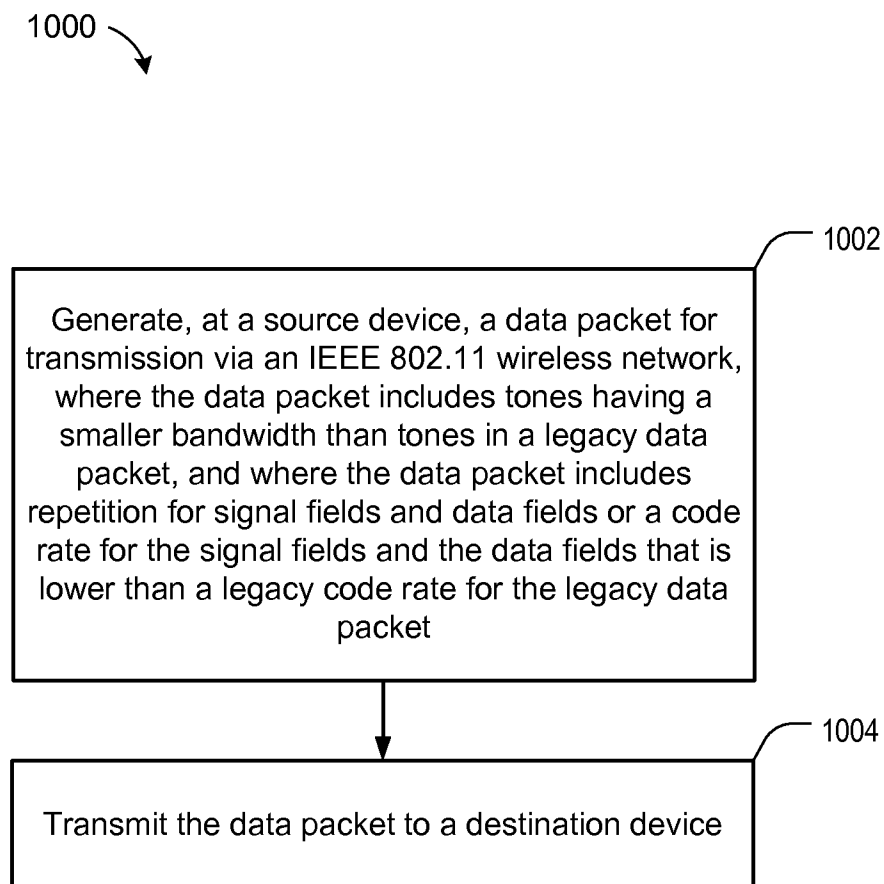 1000
1002
Generate, at a source device, a data packet for
transmission via an IEEE 802.11 wireless network,
where the data packet includes tones having a
smaller bandwidth than tones in a legacy data
packet, and where the data packet includes
repetition for signal fields and data fields or a code
rate for the signal fields and the data fields that is
lower than a legacy code rate for the legacy data
packet
1004
Transmit the data packet to a destination device